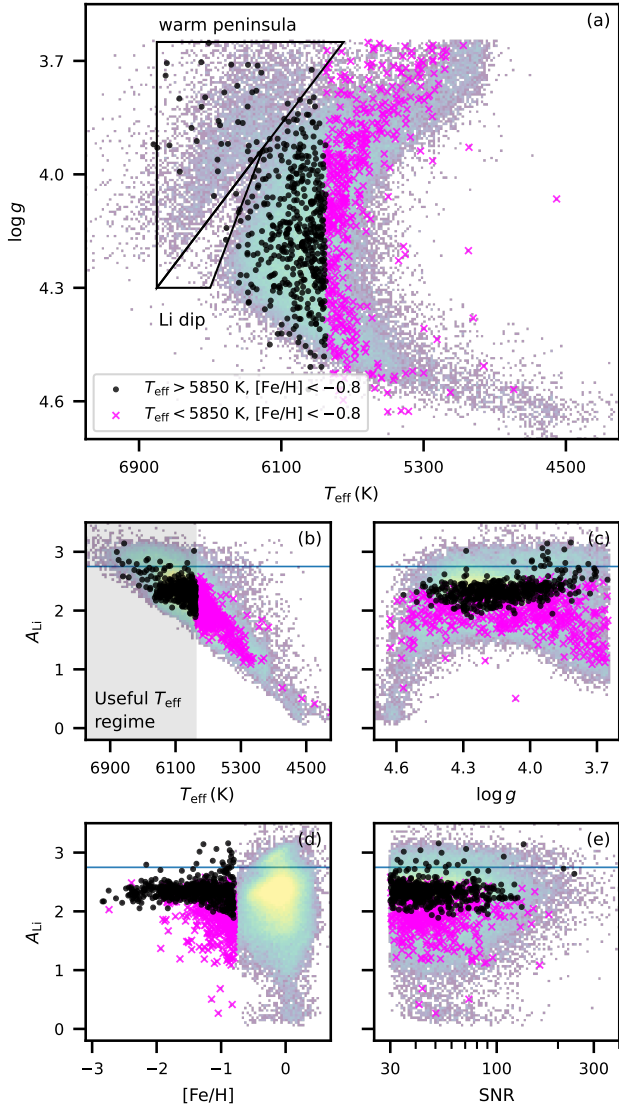 warm peninsula
(a)
3.7
4.0
4.3
4.6
log g
Li dip
T_eff > 5850 K, [Fe/H] < −0.8
T_eff < 5850 K, [Fe/H] < −0.8
6900 6100 5300 4500
T_eff (K)
(b)
3
2
1
0
A_Li
Useful T_eff
regime
6900 6100 5300 4500
T_eff (K)
(c)
4.6 4.3 4.0 3.7
log g
(d)
3
2
1
0
A_Li
−3 −2 −1 0
[Fe/H]
(e)
30 100 300
SNR